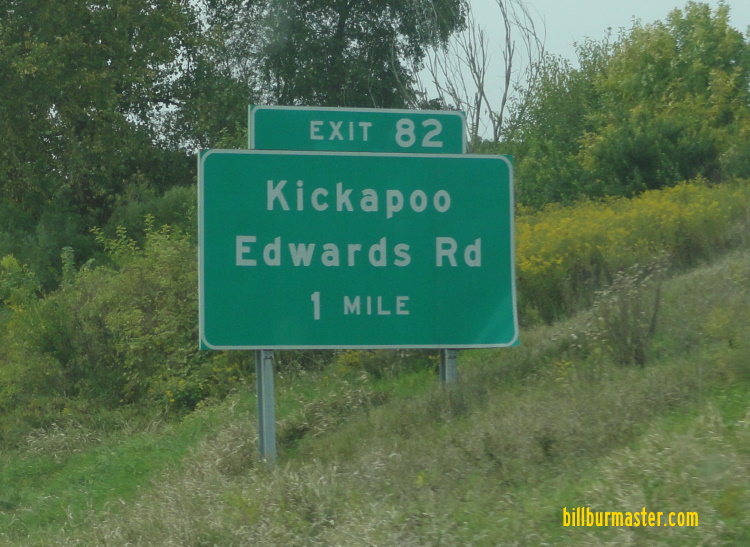 EXIT 82
Kickapoo
Edwards Rd
1 MILE
billburmaster.com